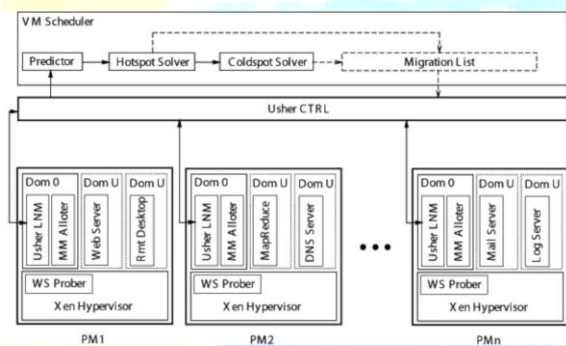 VM Scheduler
Predictor
Hotspot Solver
Coldspot Solver
Migration List
Usher CTRL
Dom 0
Dom U
Dom U
Usher LNM
MM Alloter
Web Server
Rmt Desktop
WS Prober
Xen Hypervisor
PM1
Dom 0
Dom U
Dom U
Usher LNM
MM Alloter
MapReduce
DNS Server
WS Prober
Xen Hypervisor
PM2
Dom 0
Dom U
Dom U
Usher LNM
MM Alloter
Mail Server
Log Server
WS Prober
Xen Hypervisor
PMn